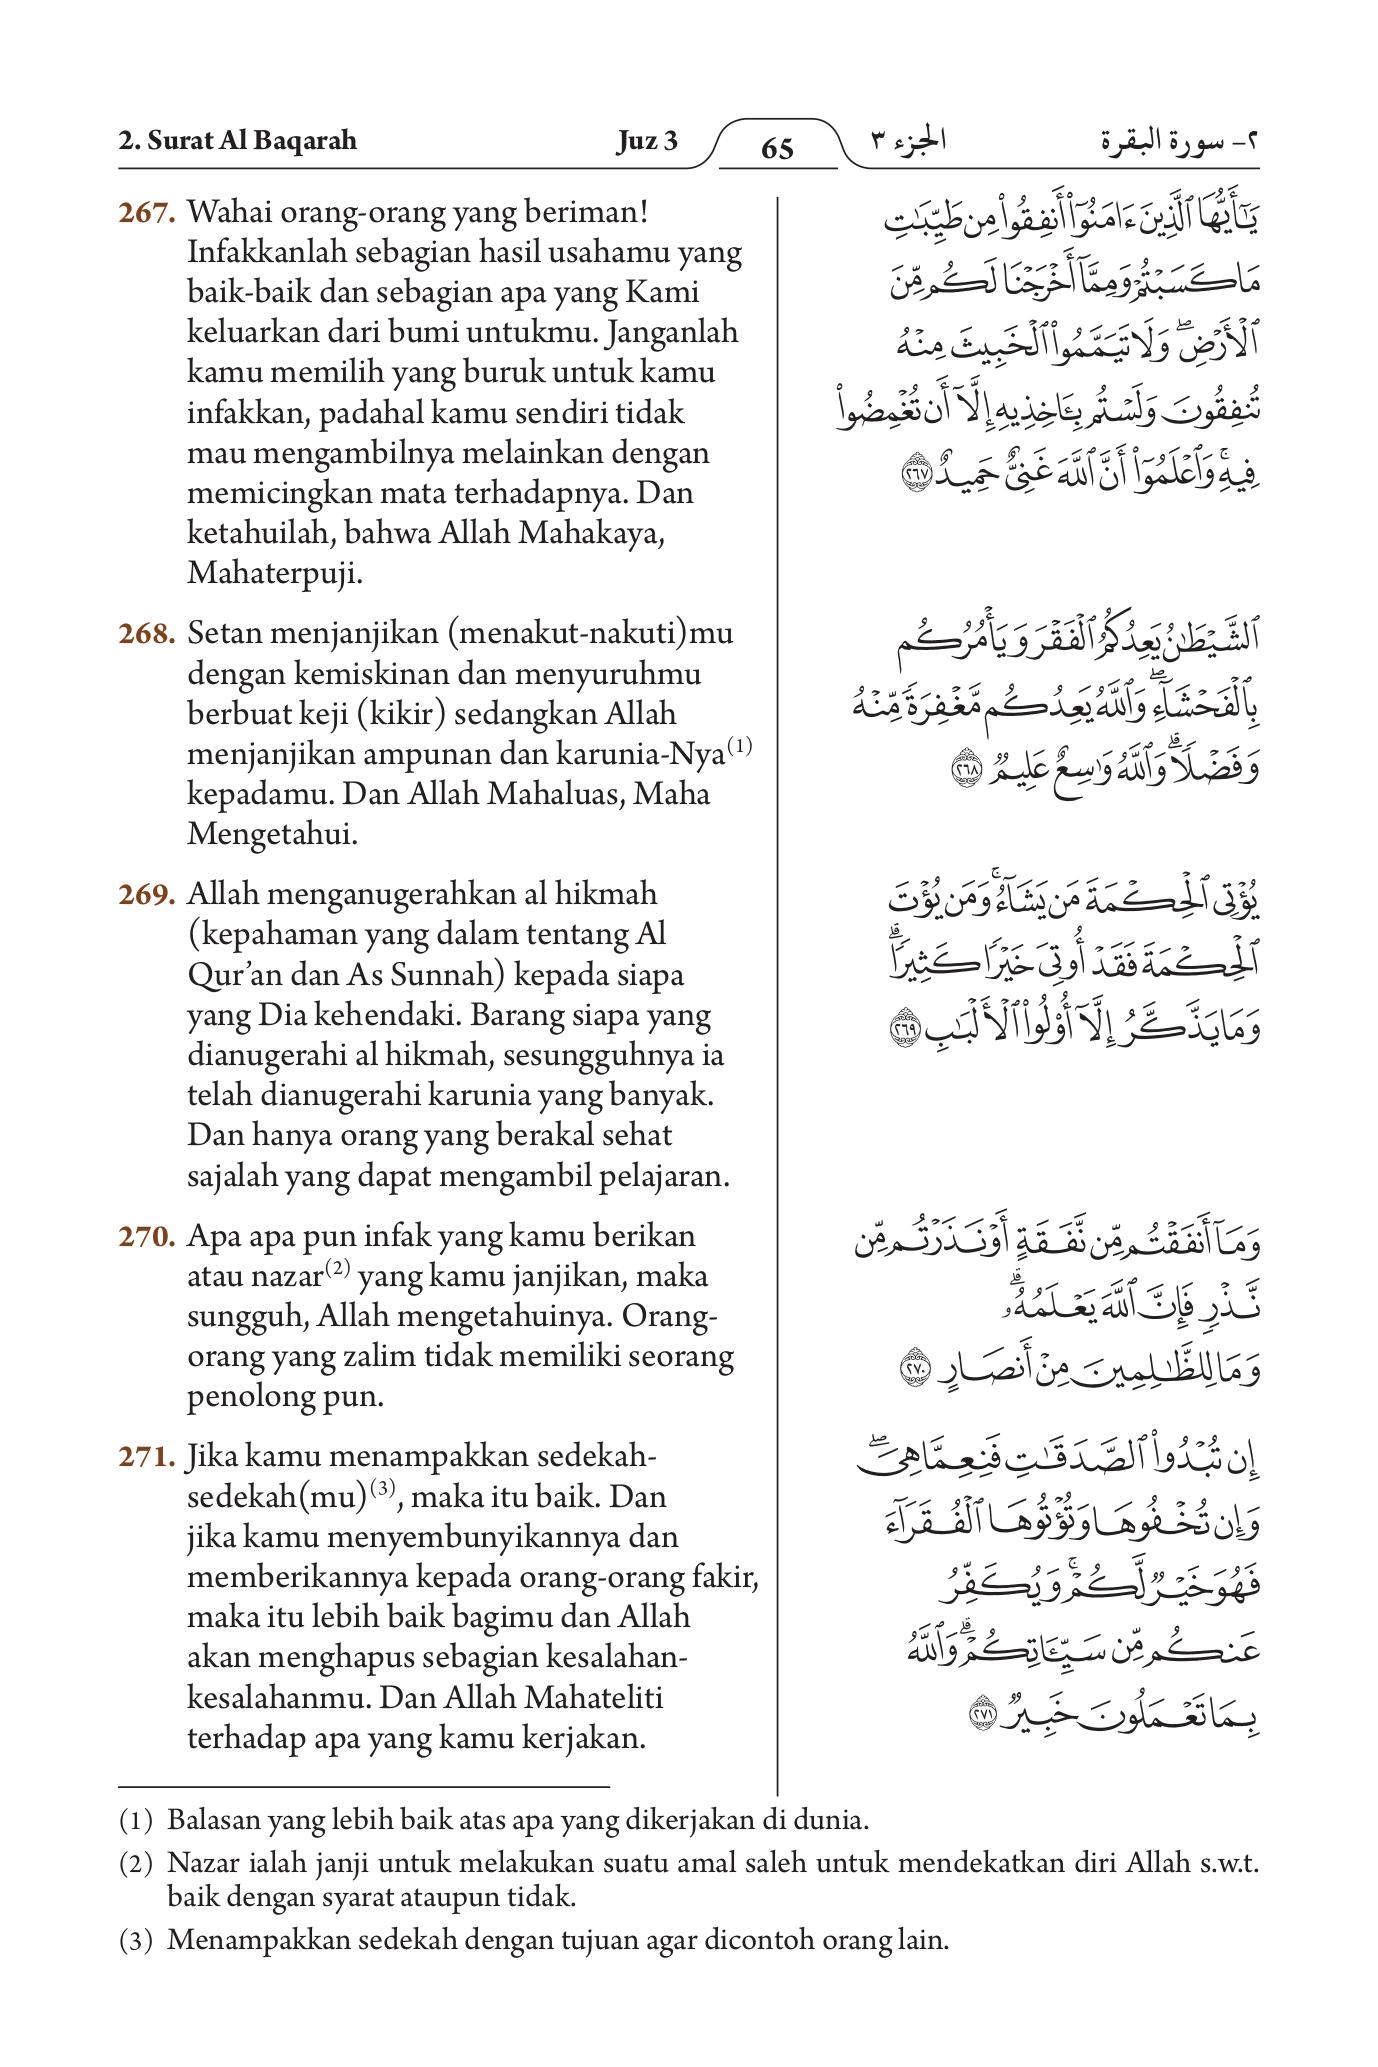 2. Surat Al Baqarah
Juz 3
65
الجزء ٣
٢- سورة البقرة
267. Wahai orang-orang yang beriman!
Infakkanlah sebagian hasil usahamu yang
baik-baik dan sebagian apa yang Kami
keluarkan dari bumi untukmu. Janganlah
kamu memilih yang buruk untuk kamu
infakkan, padahal kamu sendiri tidak
mau mengambilnya melainkan dengan
memicingkan mata terhadapnya. Dan
ketahuilah, bahwa Allah Mahakaya,
Mahaterpuji.
268. Setan menjanjikan (menakut-nakuti)mu
dengan kemiskinan dan menyuruhmu
berbuat keji (kikir) sedangkan Allah
menjanjikan ampunan dan karunia-Nya(1)
kepadamu. Dan Allah Mahaluas, Maha
Mengetahui.
269. Allah menganugerahkan al hikmah
(kepahaman yang dalam tentang Al
Qur’an dan As Sunnah) kepada siapa
yang Dia kehendaki. Barang siapa yang
dianugerahi al hikmah, sesungguhnya ia
telah dianugerahi karunia yang banyak.
Dan hanya orang yang berakal sehat
sajalah yang dapat mengambil pelajaran.
270. Apa apa pun infak yang kamu berikan
atau nazar(2) yang kamu janjikan, maka
sungguh, Allah mengetahuinya. Orang-
orang yang zalim tidak memiliki seorang
penolong pun.
271. Jika kamu menampakkan sedekah-
sedekah(mu)(3), maka itu baik. Dan
jika kamu menyembunyikannya dan
memberikannya kepada orang-orang fakir,
maka itu lebih baik bagimu dan Allah
akan menghapus sebagian kesalahan-
kesalahanmu. Dan Allah Mahateliti
terhadap apa yang kamu kerjakan.
يَـٰٓأَيُّهَا ٱلَّذِينَ ءَامَنُوٓا۟ أَنفِقُوا۟ مِن طَيِّبَـٰتِ
مَا كَسَبْتُمْ وَمِمَّآ أَخْرَجْنَا لَكُم مِّنَ
ٱلْأَرْضِ ۖ وَلَا تَيَمَّمُوا۟ ٱلْخَبِيثَ مِنْهُ
تُنفِقُونَ وَلَسْتُم بِـَٔاخِذِيهِ إِلَّآ أَن تُغْمِضُوا۟
فِيهِ ۚ وَٱعْلَمُوٓا۟ أَنَّ ٱللَّهَ غَنِىٌّ حَمِيدٌ ٢٦٧
ٱلشَّيْطَـٰنُ يَعِدُكُمُ ٱلْفَقْرَ وَيَأْمُرُكُم
بِٱلْفَحْشَآءِ ۖ وَٱللَّهُ يَعِدُكُم مَّغْفِرَةً مِّنْهُ
وَفَضْلًا ۗ وَٱللَّهُ وَٰسِعٌ عَلِيمٌ ٢٦٨
يُؤْتِى ٱلْحِكْمَةَ مَن يَشَآءُ ۚ وَمَن يُؤْتَ
ٱلْحِكْمَةَ فَقَدْ أُوتِىَ خَيْرًا كَثِيرًا ۗ
وَمَا يَذَّكَّرُ إِلَّآ أُو۟لُوا۟ ٱلْأَلْبَـٰبِ ٢٦٩
وَمَآ أَنفَقْتُم مِّن نَّفَقَةٍ أَوْ نَذَرْتُم مِّن
نَّذْرٍ فَإِنَّ ٱللَّهَ يَعْلَمُهُۥ ۗ
وَمَا لِلظَّـٰلِمِينَ مِنْ أَنصَارٍ ٢٧٠
إِن تُبْدُوا۟ ٱلصَّدَقَـٰتِ فَنِعِمَّا هِىَ ۖ
وَإِن تُخْفُوهَا وَتُؤْتُوهَا ٱلْفُقَرَآءَ
فَهُوَ خَيْرٌ لَّكُمْ ۚ وَيُكَفِّرُ
عَنكُم مِّن سَيِّـَٔاتِكُمْ ۗ وَٱللَّهُ
بِمَا تَعْمَلُونَ خَبِيرٌ ٢٧١
(1) Balasan yang lebih baik atas apa yang dikerjakan di dunia.
(2) Nazar ialah janji untuk melakukan suatu amal saleh untuk mendekatkan diri Allah s.w.t.
baik dengan syarat ataupun tidak.
(3) Menampakkan sedekah dengan tujuan agar dicontoh orang lain.